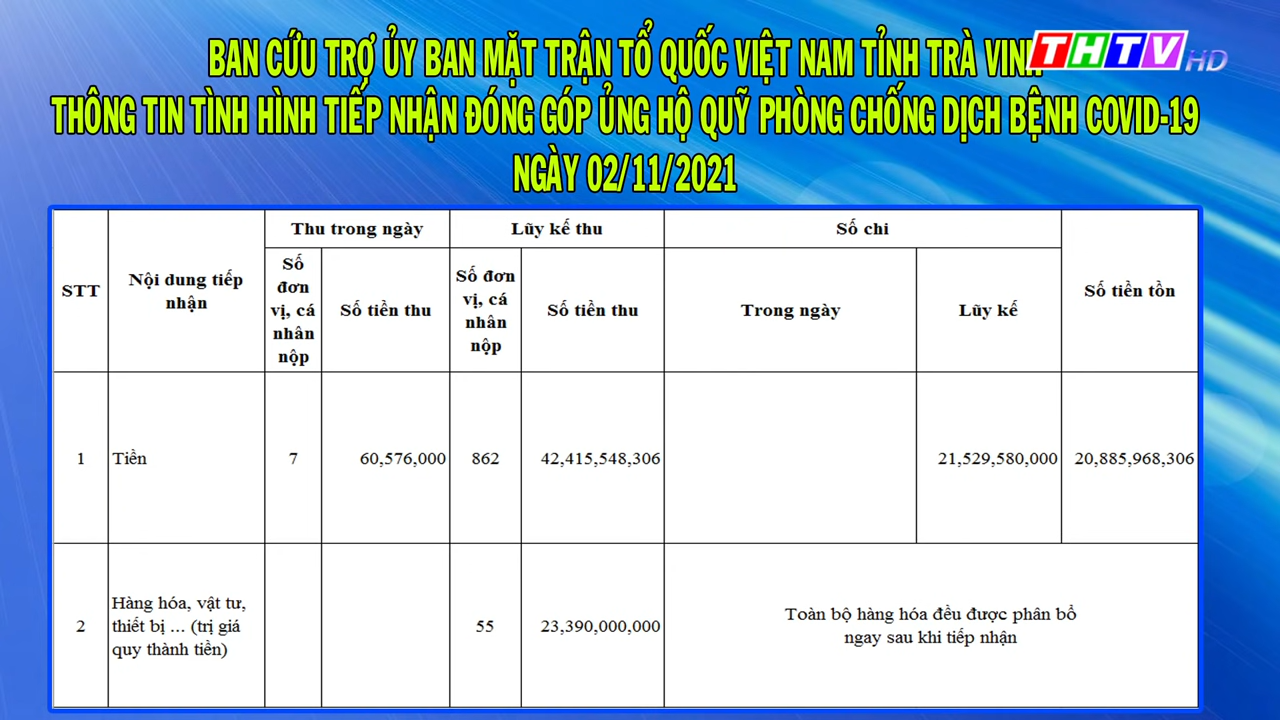 BAN CỨU TRỢ ỦY BAN MẶT TRẬN TỔ QUỐC VIỆT NAM TỈNH TRÀ VINH
THTV HD
THÔNG TIN TÌNH HÌNH TIẾP NHẬN ĐÓNG GÓP ỦNG HỘ QUỸ PHÒNG CHỐNG DỊCH BỆNH COVID-19
NGÀY 02/11/2021
STT
Nội dung tiếp
nhận
Thu trong ngày
Lũy kế thu
Số chi
Số tiền tồn
Số
đơn
vị, cá
nhân
nộp
Số tiền thu
Số đơn
vị, cá
nhân
nộp
Số tiền thu
Trong ngày
Lũy kế
1 Tiền 7 60,576,000 862 42,415,548,306 21,529,580,000 20,885,968,306
2
Hàng hóa, vật tư,
thiết bị ... (trị giá
quy thành tiền)
55
23,390,000,000
Toàn bộ hàng hóa đều được phân bổ
ngay sau khi tiếp nhận